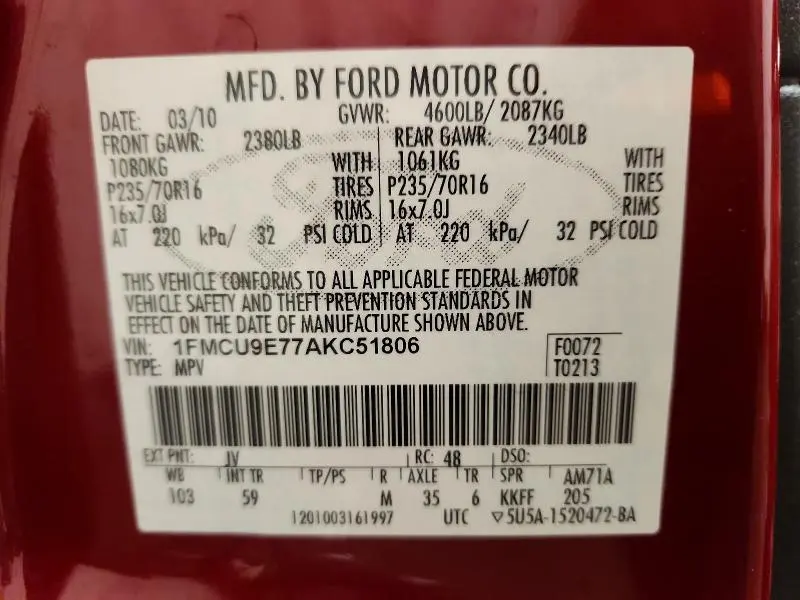 MFD. BY FORD MOTOR CO.
DATE: 03/10 GVWR: 4600LB/ 2087KG
FRONT GAWR: 2380LB REAR GAWR: 2340LB
1080KG WITH 1061KG WITH
P235/70R16 TIRES P235/70R16 TIRES
16x7.0J RIMS 16x7.0J RIMS
AT 220 kPa/ 32 PSI COLD AT 220 kPa/ 32 PSI COLD
THIS VEHICLE CONFORMS TO ALL APPLICABLE FEDERAL MOTOR
VEHICLE SAFETY AND THEFT PREVENTION STANDARDS IN
EFFECT ON THE DATE OF MANUFACTURE SHOWN ABOVE.
VIN: 1FMCU9E77AKC51806 F0072
TYPE: MPV T0213
EXT PNT: JV RC: 48 DSO:
WB INT TR TP/PS R AXLE TR SPR AM71A
103 59 M 35 6 KKFF 205
1201003161997 UTC ▽5U5A-1520472-BA
Ford